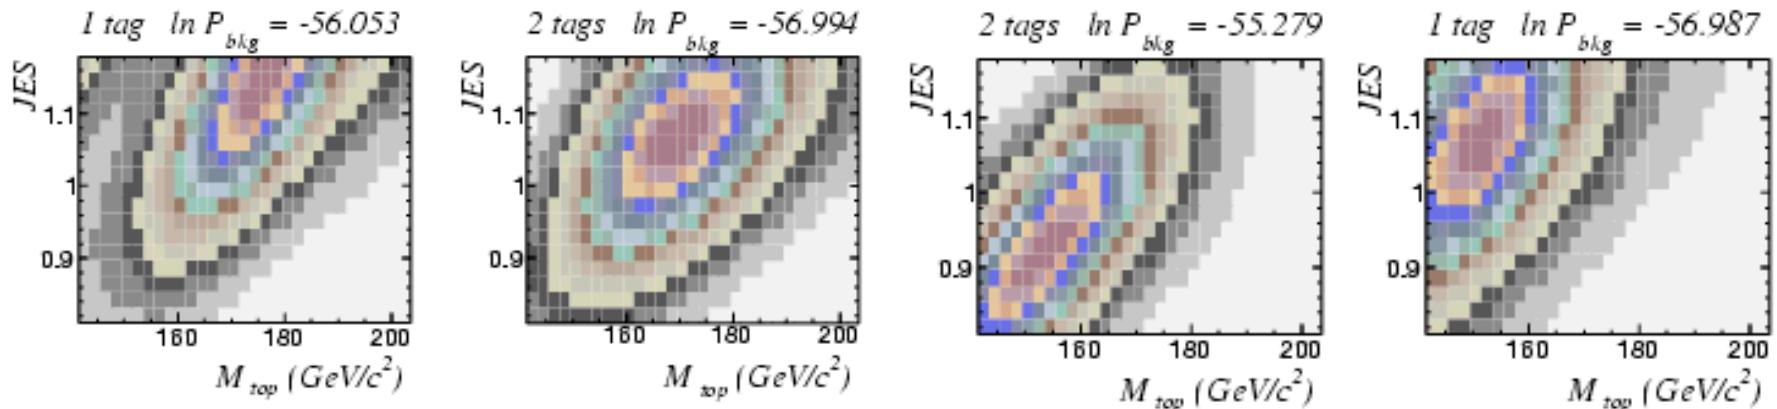 1 tag ln P_bkg = -56.053
JES
1.1
1
0.9
160 180 200
M_top (GeV/c²)
2 tags ln P_bkg = -56.994
JES
1.1
1
0.9
160 180 200
M_top (GeV/c²)
2 tags ln P_bkg = -55.279
JES
1.1
1
0.9
160 180 200
M_top (GeV/c²)
1 tag ln P_bkg = -56.987
JES
1.1
1
0.9
160 180 200
M_top (GeV/c²)